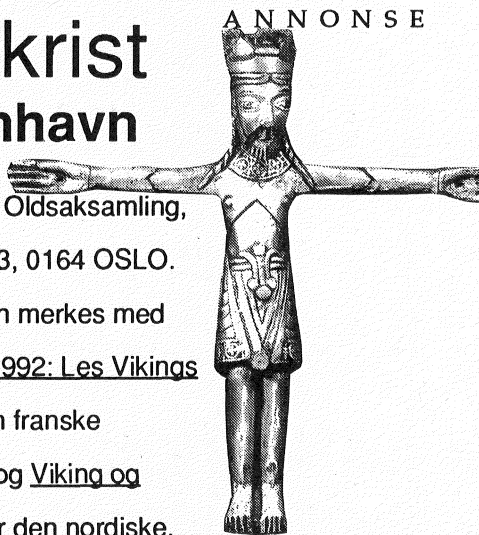 ANNONSE
krist
nhavn
Oldsaksamling,
3, 0164 OSLO.
n merkes med
992: Les Vikings
n franske
og Viking og
r den nordiske.